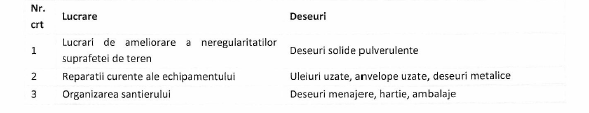 Nr. crt Lucrare Deseuri
1 Lucrari de ameliorare a neregularitatilor suprafetei de teren Deseuri solide pulverulente
2 Reparatii curente ale echipamentului Uleiuri uzate, anvelope uzate, deseuri metalice
3 Organizarea santierului Deseuri menajere, hartie, ambalaje